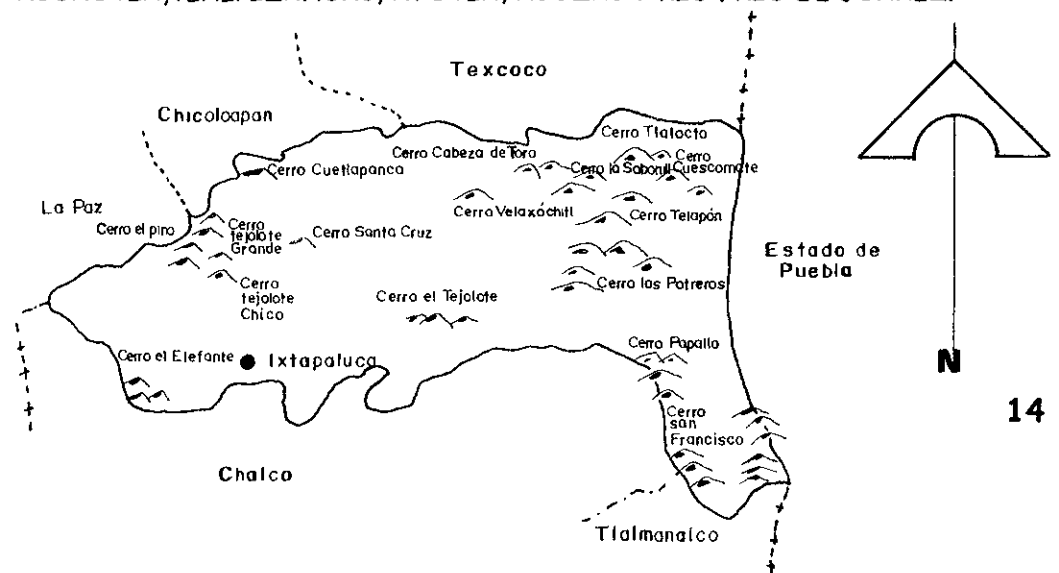 Texcoco
Chicoloapan
Cerro Tlalocto
Cerro Cabeza de Toro
Cerro
Cerro la Sabanilla
Cuescomate
Cerro Cuetlapanca
La Paz
Cerro Velaxóchitl
Cerro Telapón
Cerro el pino
Cerro
tejolote
Grande
Cerro Santa Cruz
Estado de
Puebla
Cerro
tejolote
Chico
Cerro los Potreros
Cerro el Tejolote
Cerro Papallo
Cerro el Elefante
Ixtapaluca
N
14
Cerro
san
Francisco
Chalco
Tlalmanalco